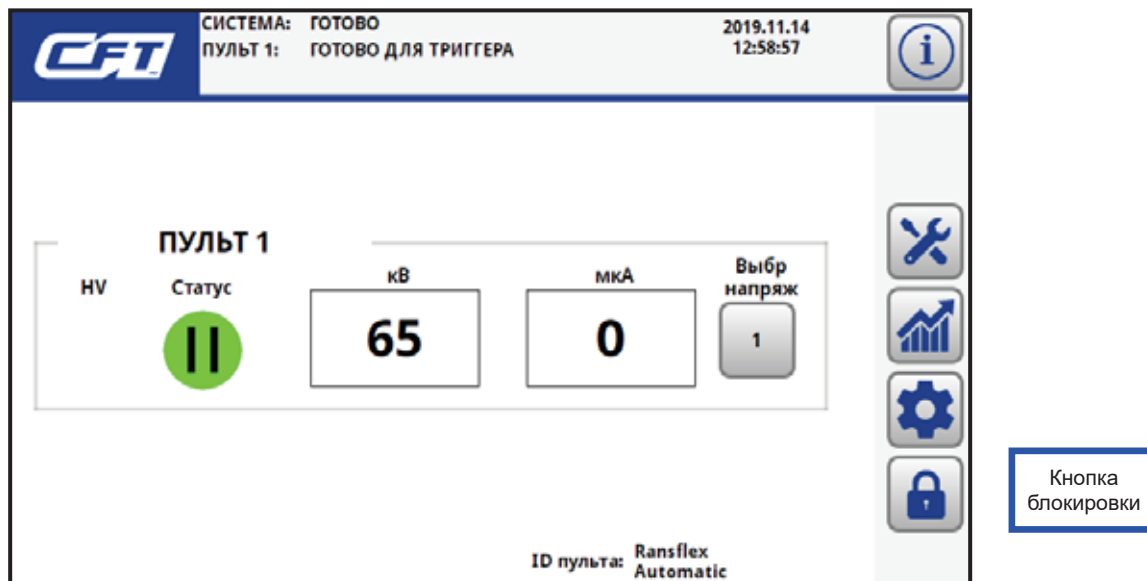 CFT
СИСТЕМА: ГОТОВО
ПУЛЬТ 1: ГОТОВО ДЛЯ ТРИГГЕРА
2019.11.14
12:58:57
i
ПУЛЬТ 1
HV
Статус
кВ
65
мкА
0
Выбр
напряж
1
Кнопка
блокировки
ID пульта: Ransflex
Automatic